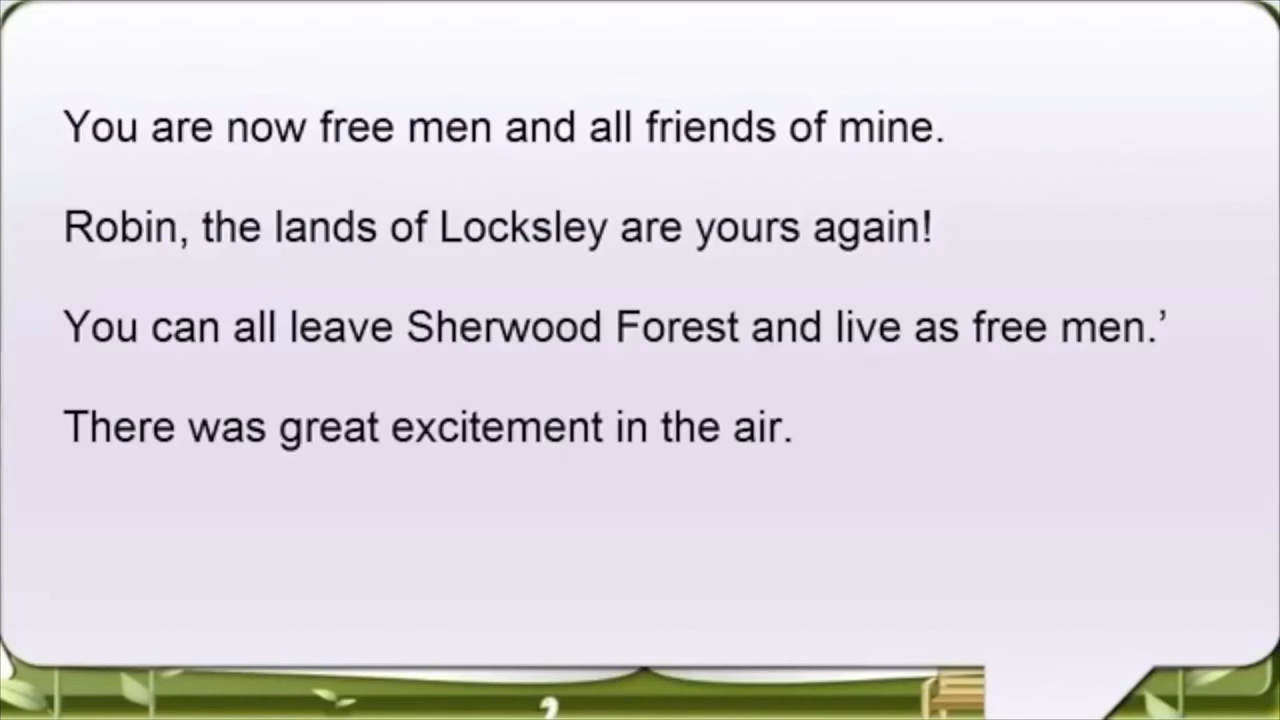 You are now free men and all friends of mine.
Robin, the lands of Locksley are yours again!
You can all leave Sherwood Forest and live as free men.’
There was great excitement in the air.